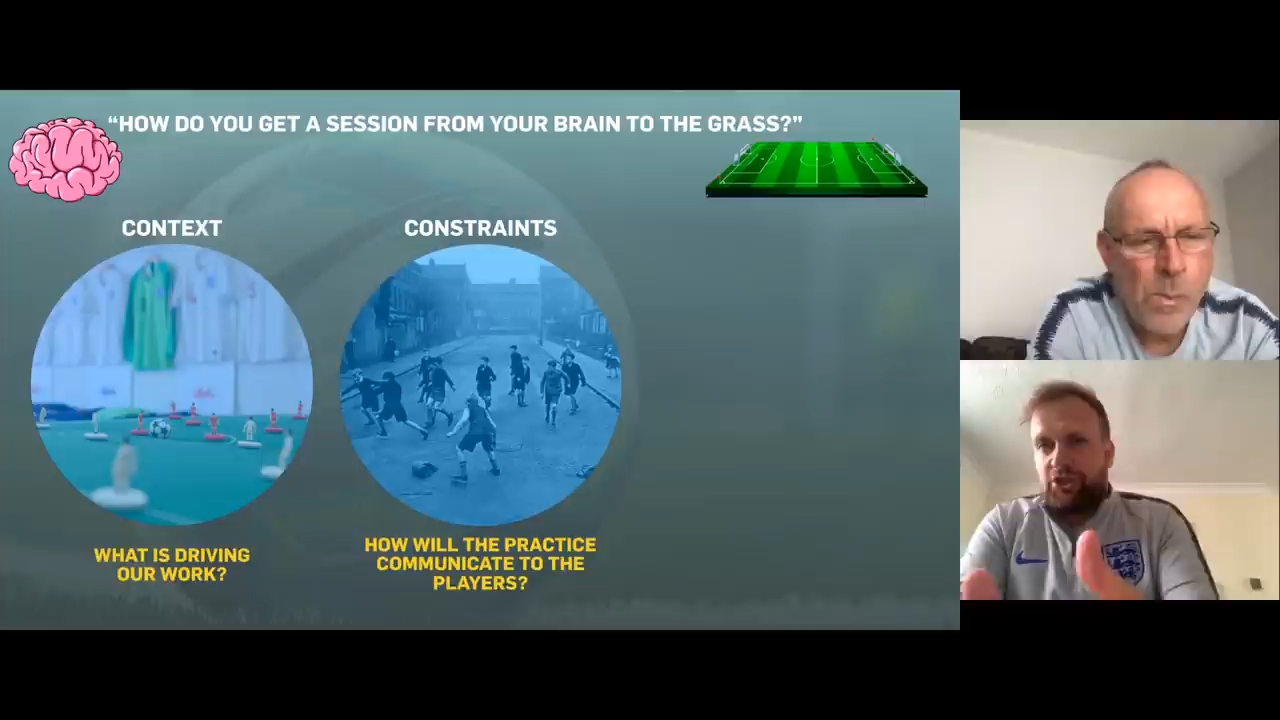 “HOW DO YOU GET A SESSION FROM YOUR BRAIN TO THE GRASS?”
CONTEXT
CONSTRAINTS
WHAT IS DRIVING
OUR WORK?
HOW WILL THE PRACTICE
COMMUNICATE TO THE
PLAYERS?